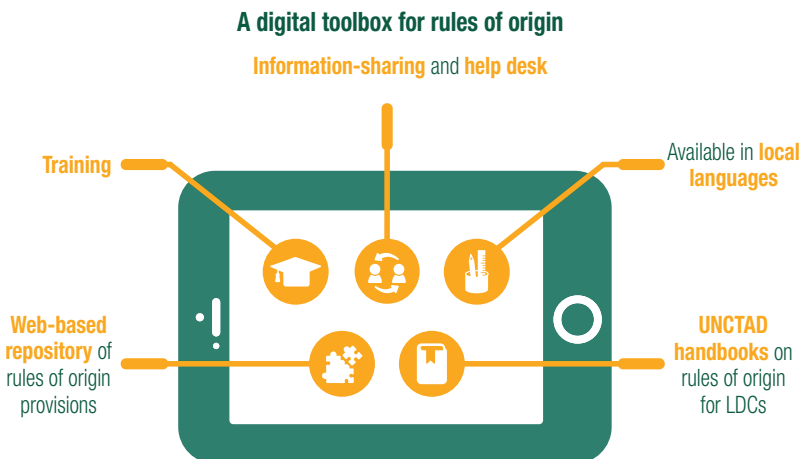 A digital toolbox for rules of origin
Information-sharing and help desk
Training
Available in local
languages
Web-based
repository of
rules of origin
provisions
UNCTAD
handbooks on
rules of origin
for LDCs